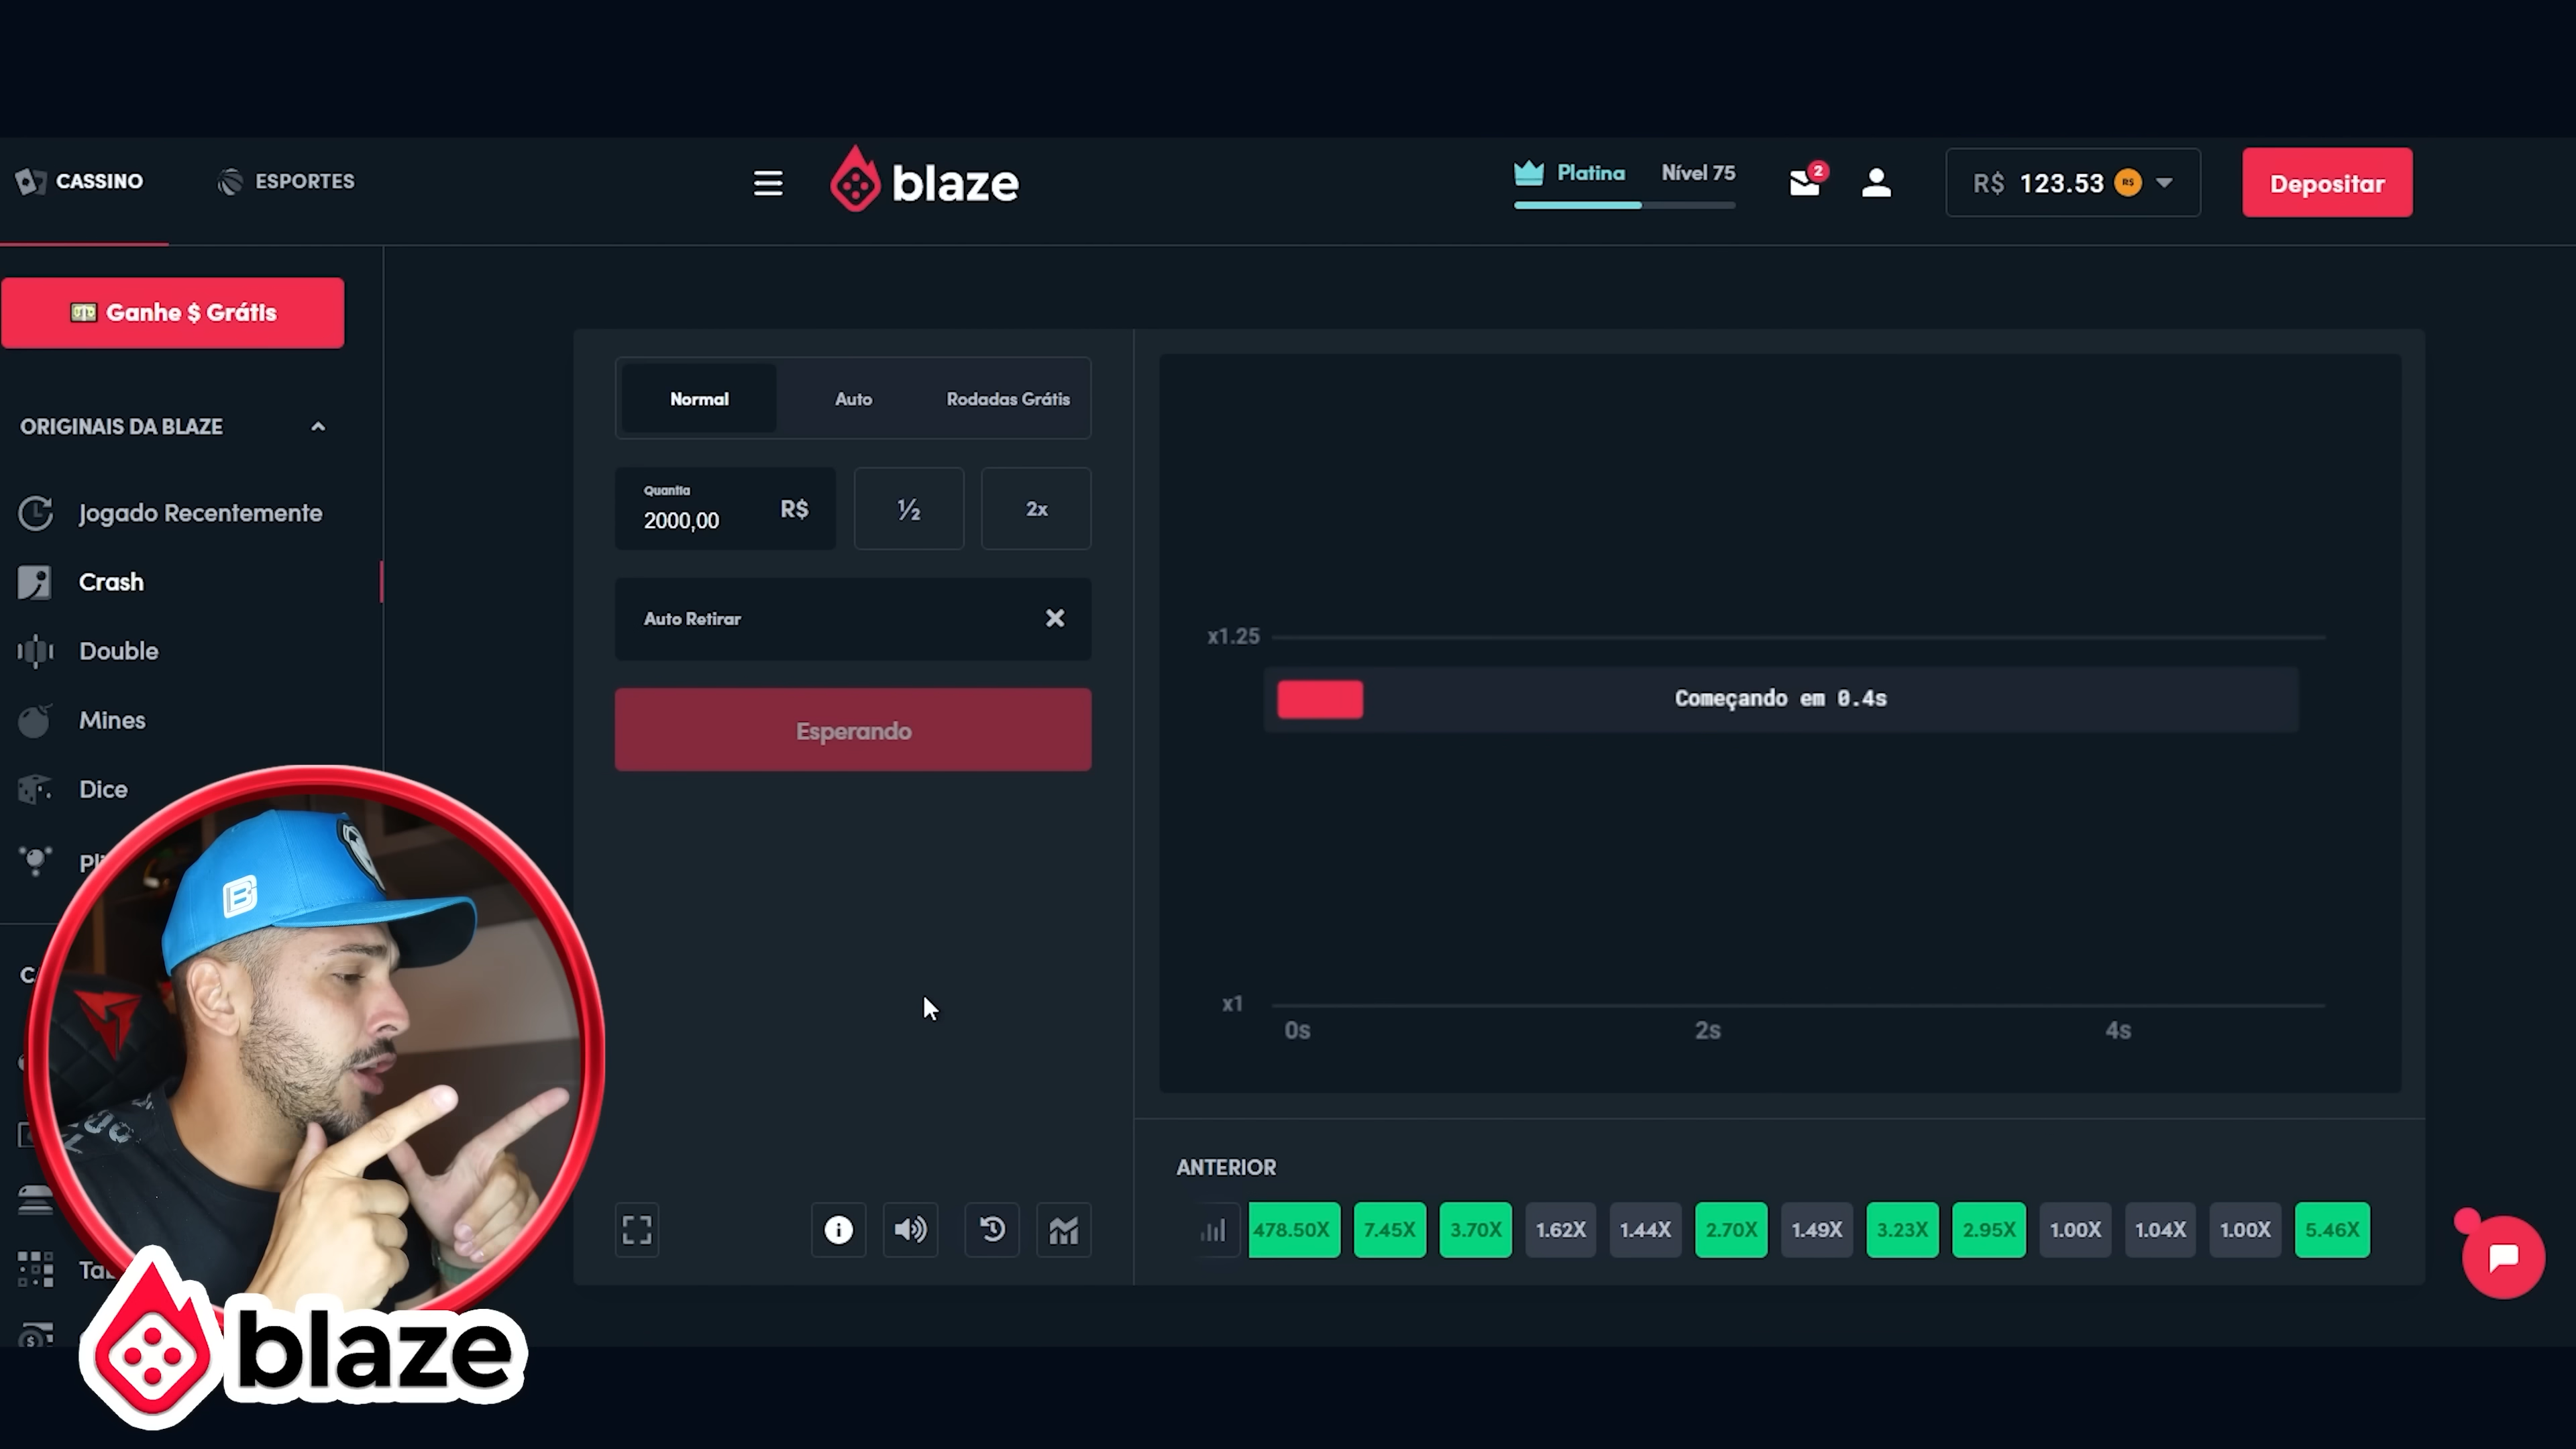 CASSINO
ESPORTES
blaze
Platina
Nível 75
2
R$ 123.53
R$
Depositar
Ganhe $ Grátis
ORIGINAIS DA BLAZE
Jogado Recentemente
Crash
Double
Mines
Dice
Normal
Auto
Rodadas Grátis
Quantia
2000,00
R$
½
2x
Auto Retirar
Esperando
x1.25
Começando em 0.4s
x1
0s
2s
4s
ANTERIOR
478.50X
7.45X
3.70X
1.62X
1.44X
2.70X
1.49X
3.23X
2.95X
1.00X
1.04X
1.00X
5.46X
B
blaze